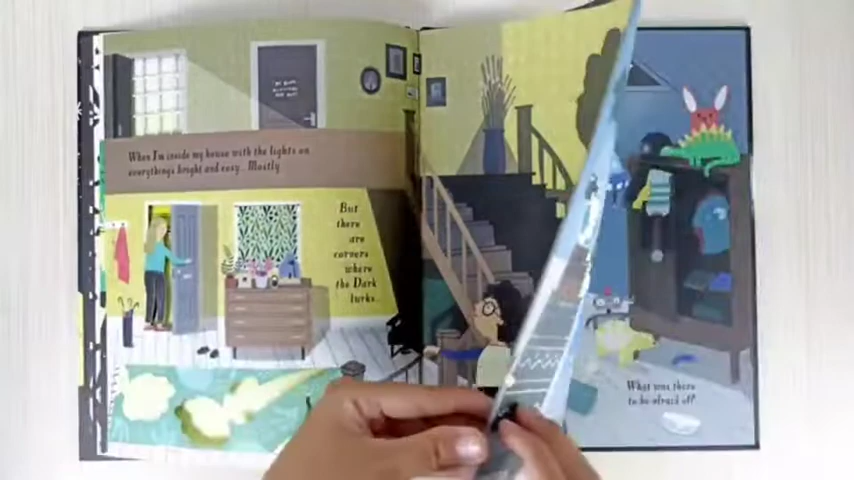 When I'm inside my house with the lights on
everythings bright and easy... Mostly
But
there
are
corners
where
the Dark
lurks...
What was there
to be afraid of?